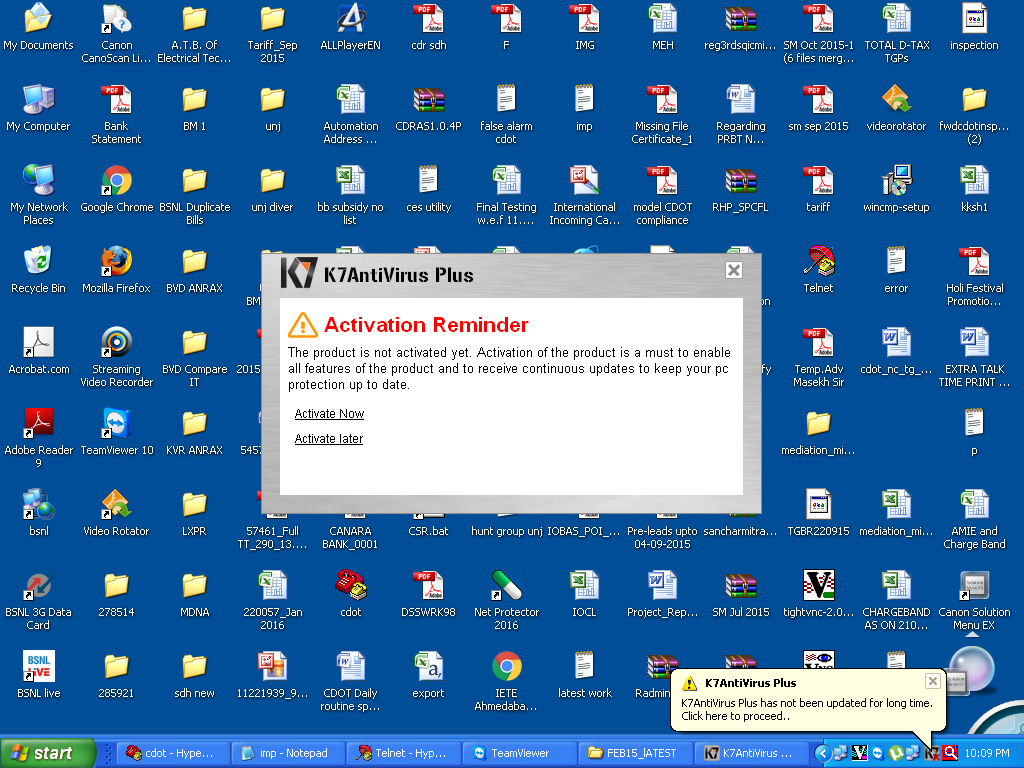 My Documents
Canon
CanoScan Li...
A.T.B. Of
Electrical Tec...
Tariff_Sep
2015
ALLPlayerEN
cdr sdh
F
IMG
MEH
reg3rdsqicmi...
SM Oct 2015-1
(6 files merg...
TOTAL D-TAX
TGPs
inspection
My Computer
Bank
Statement
BM 1
unj
Automation
Address ...
CDRAS1.0.4P
false alarm
cdot
imp
Missing File
Certificate_1
Regarding
PRBT N...
sm sep 2015
videorotator
fwdcdotinsp...
(2)
My Network
Places
Google Chrome
BSNL Duplicate
Bills
unj diver
bb subsidy no
list
ces utility
Final Testing
w.e.f 11....
International
Incoming Ca...
model CDOT
compliance
RHP_SPCFL
tariff
wincmp-setup
kksh1
Recycle Bin
Mozilla Firefox
BVD ANRAX
BM
Telnet
error
Holi Festival
Promotio...
K7AntiVirus Plus
Activation Reminder
The product is not activated yet. Activation of the product is a must to enable
all features of the product and to receive continuous updates to keep your pc
protection up to date.
Activate Now
Activate later
Acrobat.com
Streaming
Video Recorder
BVD Compare
IT
2015
Temp.Adv
Masekh Sir
cdot_nc_tg_...
EXTRA TALK
TIME PRINT ...
Adobe Reader
9
TeamViewer 10
KVR ANRAX
545
mediation_mi...
p
bsnl
Video Rotator
LXPR
57461_Full
TT_290_13....
CANARA
BANK_0001
CSR.bat
hunt group unj
IOBAS_POI_...
Pre-leads upto
04-09-2015
sancharmitra...
TGBR220915
mediation_mi...
AMIE and
Charge Band
BSNL 3G Data
Card
278514
MDNA
220057_Jan
2016
cdot
DSSWRK98
Net Protector
2016
IOCL
Project_Rep...
SM Jul 2015
tightvnc-2.0...
CHARGEBAND
AS ON 210...
Canon Solution
Menu EX
BSNL live
285921
sdh new
11221939_9...
CDOT Daily
routine sp...
export
IETE
Ahmedaba...
latest work
Radmin
K7AntiVirus Plus
K7AntiVirus Plus has not been updated for long time.
Click here to proceed..
start
cdot - Hype...
imp - Notepad
Telnet - Hyp...
TeamViewer
FEB15_lATEST
K7AntiVirus ...
10:09 PM